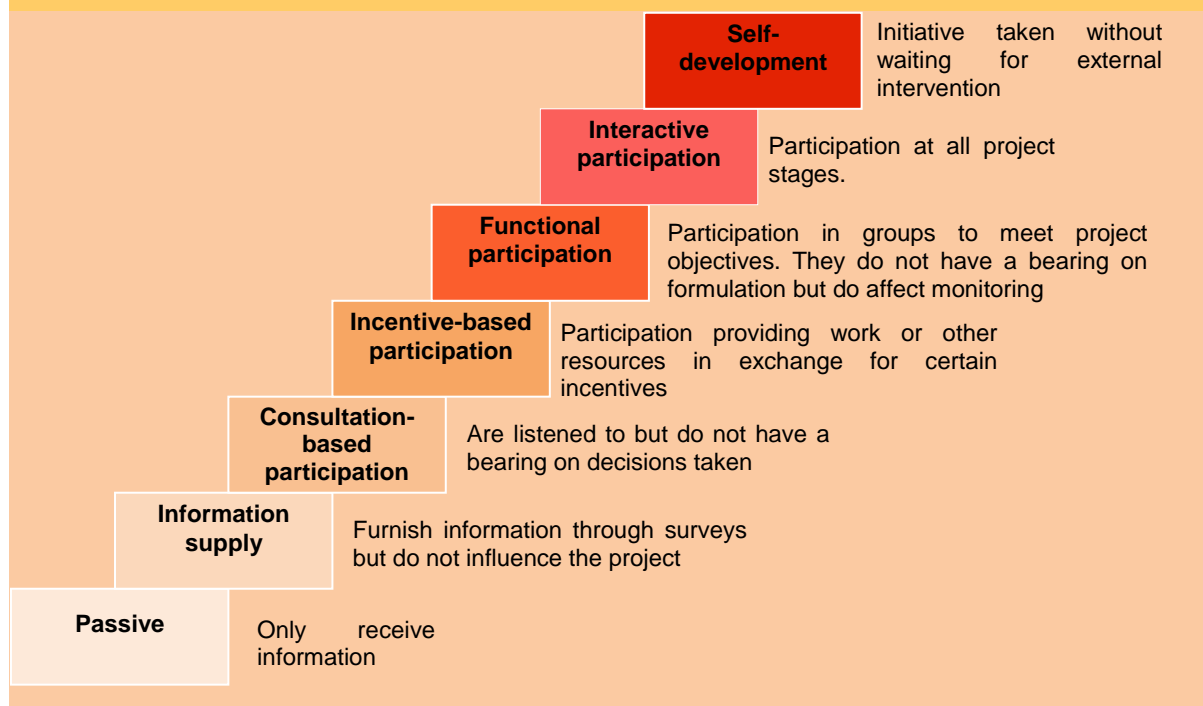 Self-
development
Initiative taken without
waiting for external
intervention
Interactive
participation
Participation at all project
stages.
Functional
participation
Participation in groups to meet project
objectives. They do not have a bearing on
formulation but do affect monitoring
Incentive-based
participation
Participation providing work or other
resources in exchange for certain
incentives
Consultation-
based
participation
Are listened to but do not have a
bearing on decisions taken
Information
supply
Furnish information through surveys
but do not influence the project
Passive
Only receive
information